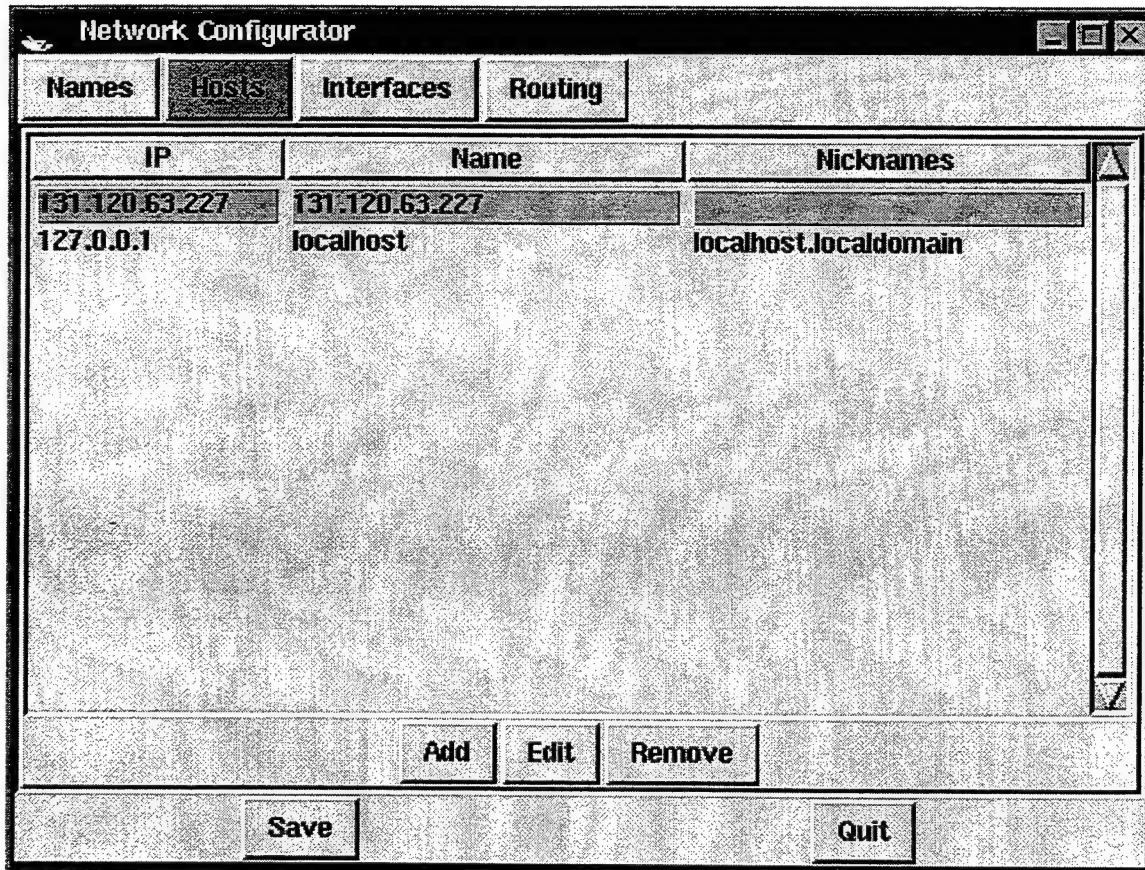 Network Configurator
Names Hosts Interfaces Routing
IP Name Nicknames
131.120.63.227 131.120.63.227
127.0.0.1 localhost localhost.localdomain
Add Edit Remove
Save Quit